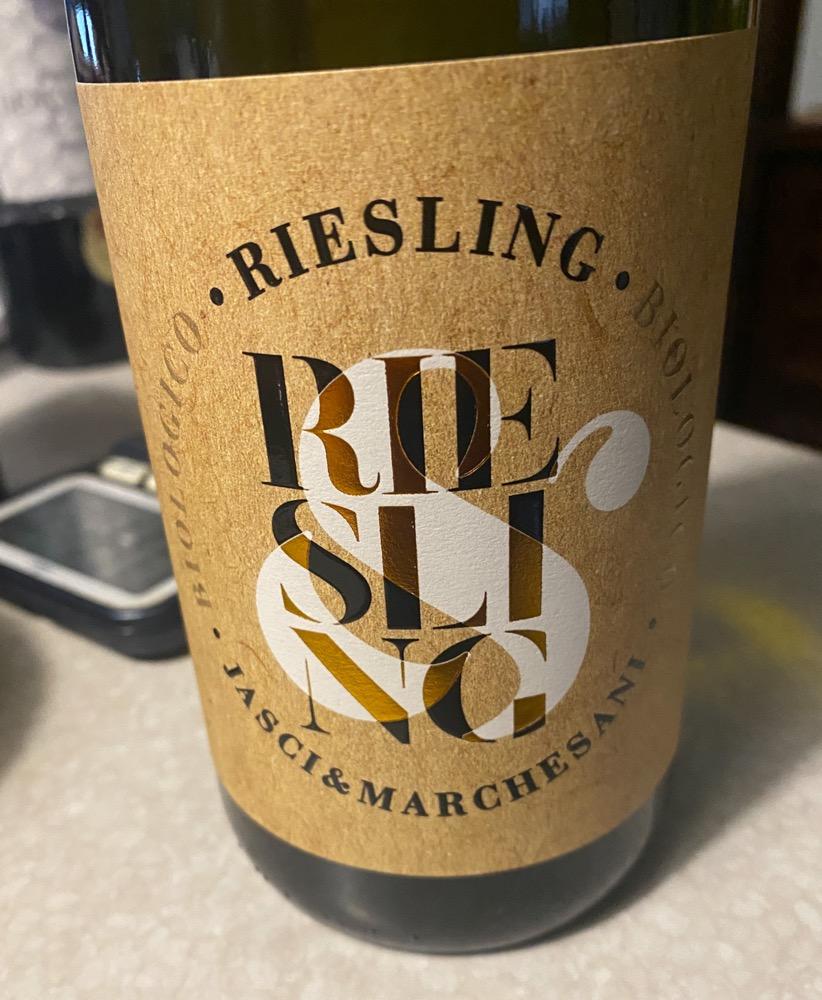 • RIESLING •
BIOLOGICO
BIOLOGICO
&
RIE
SLI
NG
• JASCI&MARCHESANI •